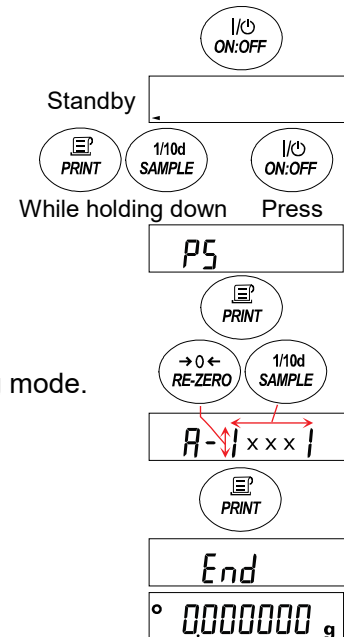 I/⏻
ON:OFF
Standby
PRINT 1/10d SAMPLE I/⏻ ON:OFF
While holding down Press
PS
PRINT
→0← RE-ZERO 1/10d SAMPLE
mode.
A-1xxx1
PRINT
End
0.000000 g